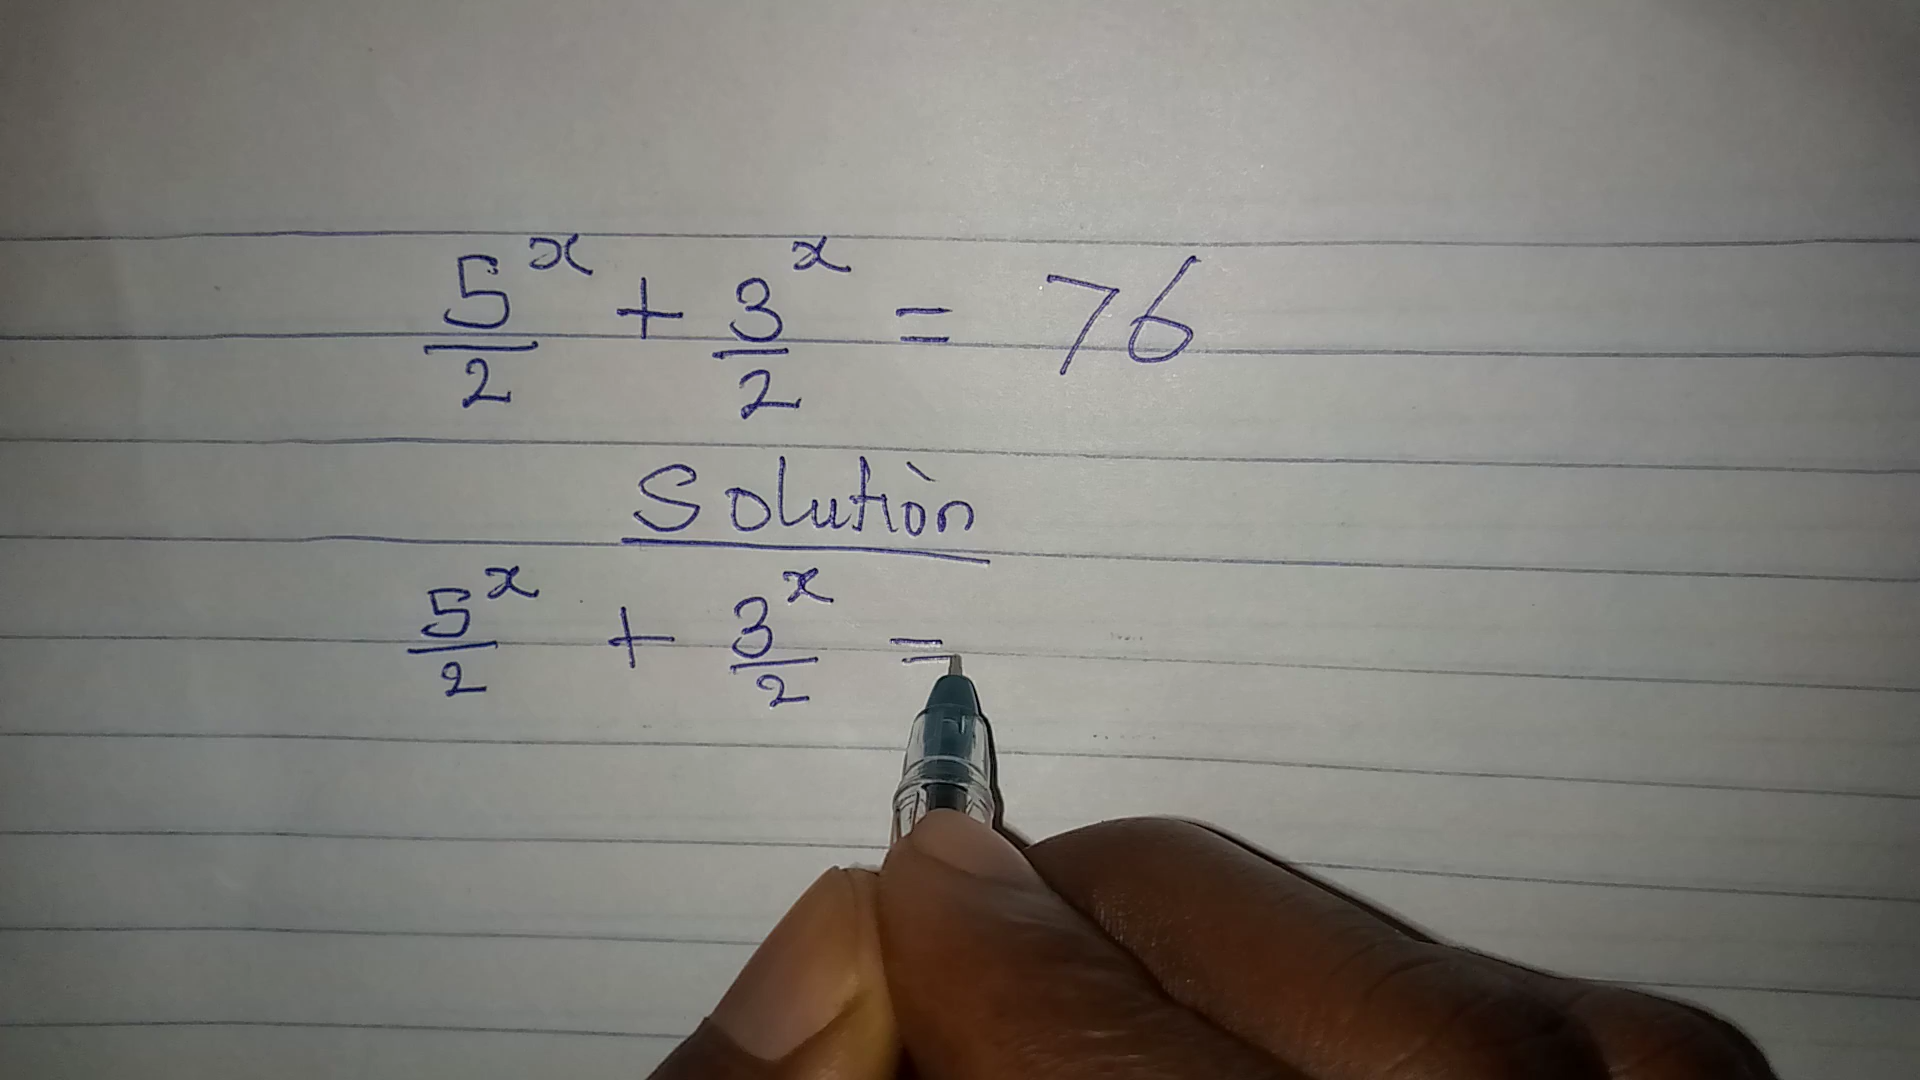 5^x/2 + 3^x/2 = 76
Solution
5^x/2 + 3^x/2 =